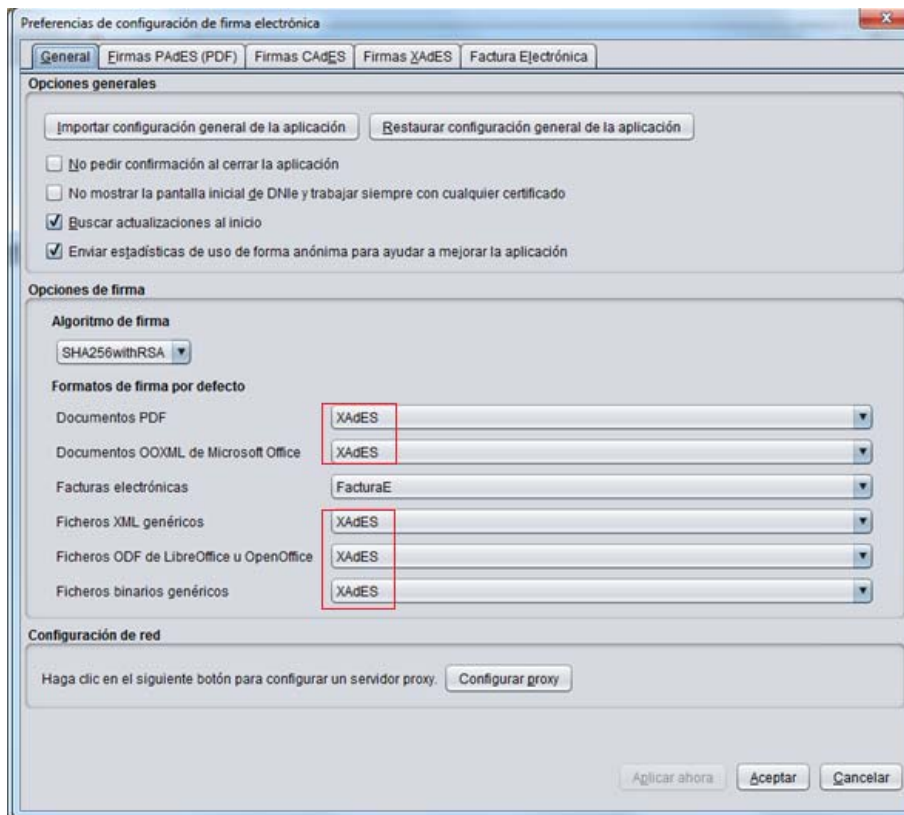 Preferencias de configuración de firma electrónica
General Firmas PAdES (PDF) Firmas CAdES Firmas XAdES Factura Electrónica
Opciones generales
Importar configuración general de la aplicación Restaurar configuración general de la aplicación
No pedir confirmación al cerrar la aplicación
No mostrar la pantalla inicial de DNIe y trabajar siempre con cualquier certificado
Buscar actualizaciones al inicio
Enviar estadísticas de uso de forma anónima para ayudar a mejorar la aplicación
Opciones de firma
Algoritmo de firma
SHA256withRSA
Formatos de firma por defecto
Documentos PDF XAdES
Documentos OOXML de Microsoft Office XAdES
Facturas electrónicas FacturaE
Ficheros XML genéricos XAdES
Ficheros ODF de LibreOffice u OpenOffice XAdES
Ficheros binarios genéricos XAdES
Configuración de red
Haga clic en el siguiente botón para configurar un servidor proxy. Configurar proxy
Aplicar ahora Aceptar Cancelar